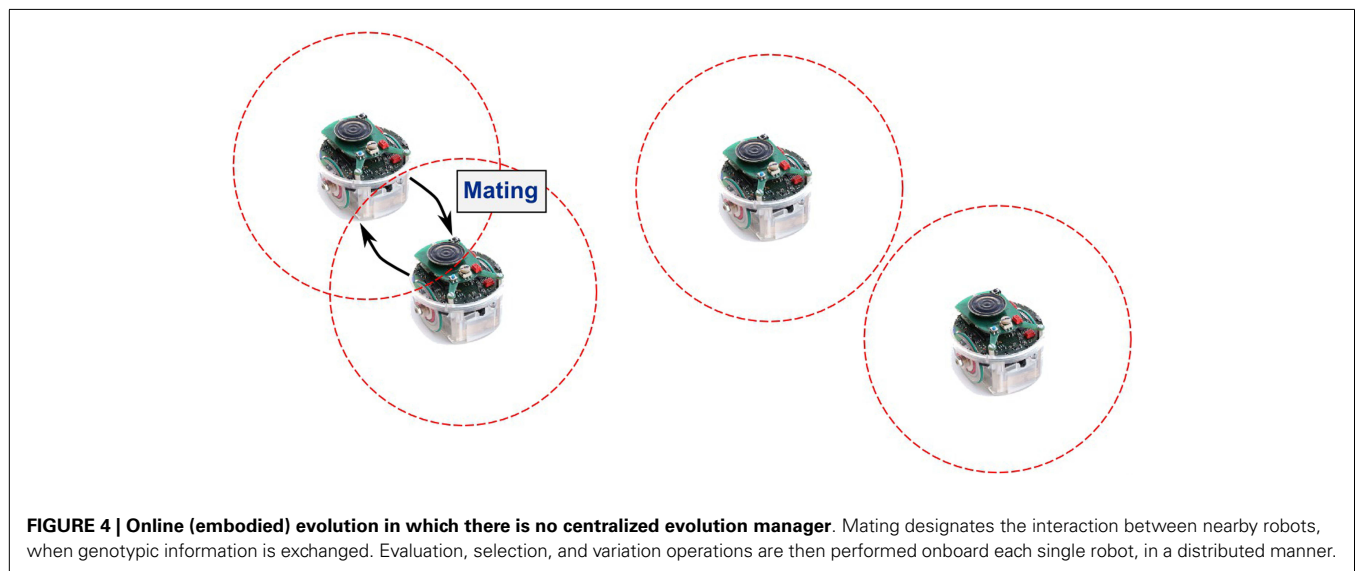 Mating
FIGURE 4 | Online (embodied) evolution in which there is no centralized evolution manager. Mating designates the interaction between nearby robots,
when genotypic information is exchanged. Evaluation, selection, and variation operations are then performed onboard each single robot, in a distributed manner.